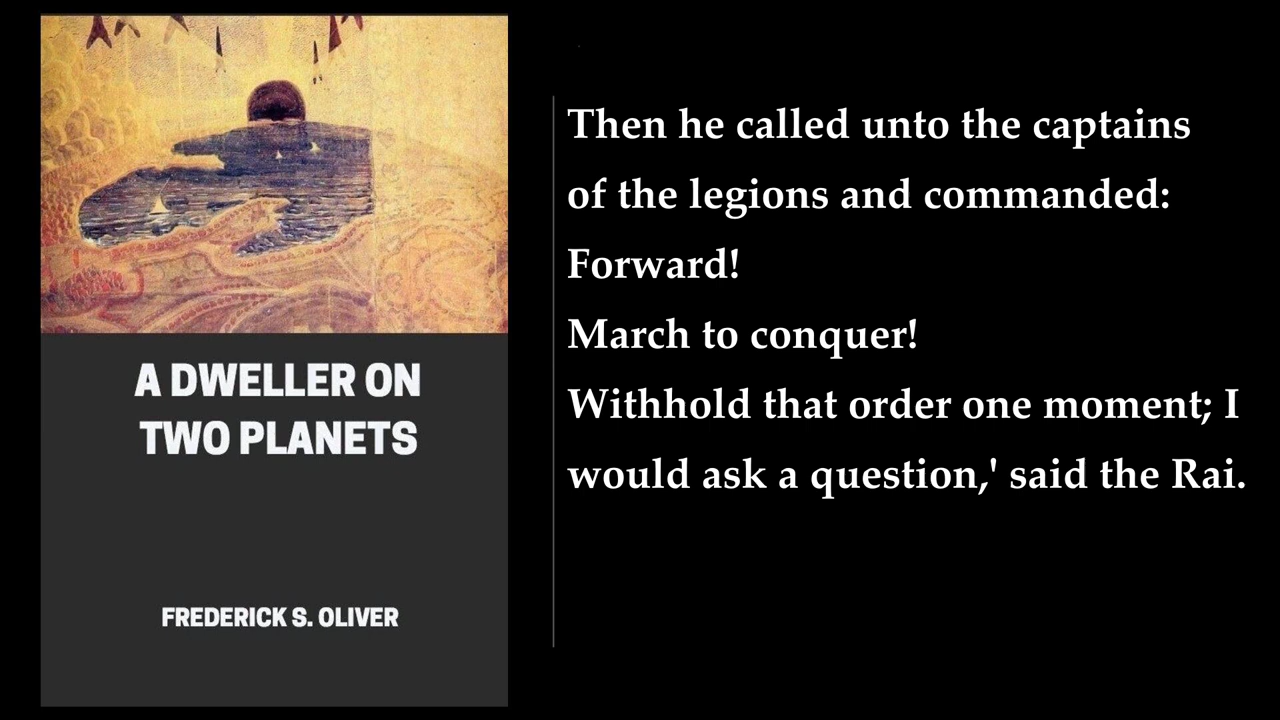 A DWELLER ON
TWO PLANETS
FREDERICK S. OLIVER
Then he called unto the captains
of the legions and commanded:
Forward!
March to conquer!
Withhold that order one moment; I
would ask a question,' said the Rai.